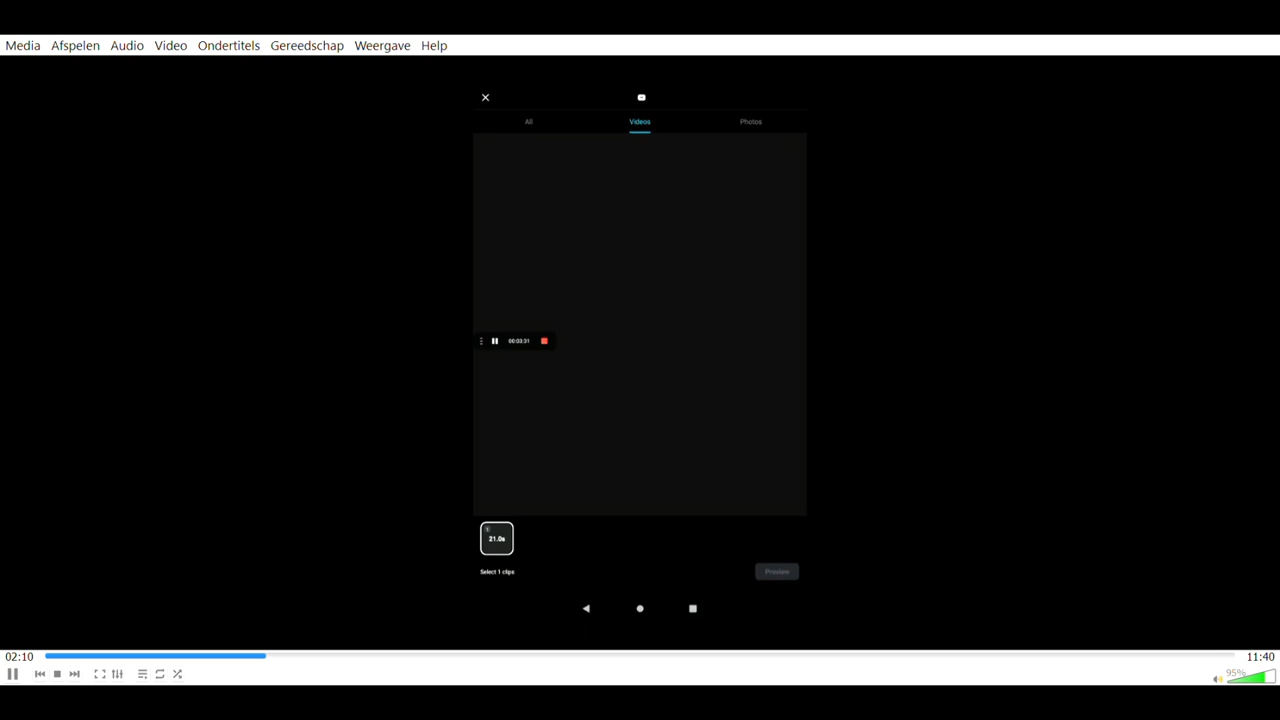 Media Afspelen Audio Video Ondertitels Gereedschap Weergave Help
All Videos Photos
00:03:31
1
21.0s
Select 1 clips Preview
02:10 11:40
95%